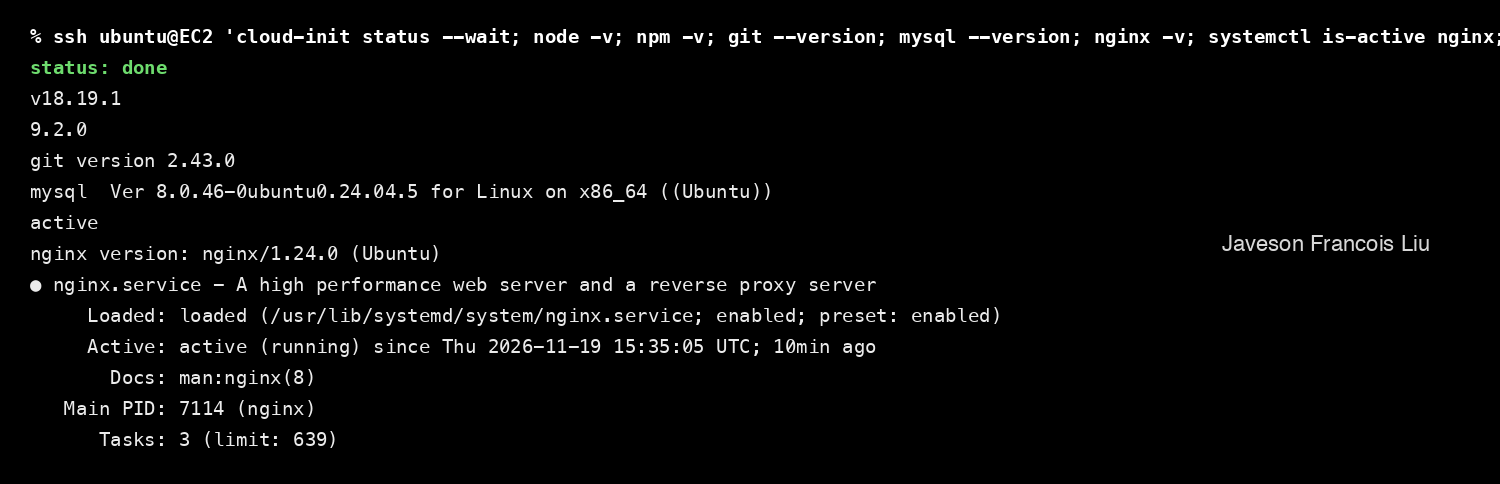 % ssh ubuntu@EC2 'cloud-init status --wait; node -v; npm -v; git --version; mysql --version; nginx -v; systemctl is-active nginx;
status: done
v18.19.1
9.2.0
git version 2.43.0
mysql  Ver 8.0.46-0ubuntu0.24.04.5 for Linux on x86_64 ((Ubuntu))
active
nginx version: nginx/1.24.0 (Ubuntu)
Javeson Francois Liu
● nginx.service - A high performance web server and a reverse proxy server
     Loaded: loaded (/usr/lib/systemd/system/nginx.service; enabled; preset: enabled)
     Active: active (running) since Thu 2026-11-19 15:35:05 UTC; 10min ago
       Docs: man:nginx(8)
   Main PID: 7114 (nginx)
      Tasks: 3 (limit: 639)